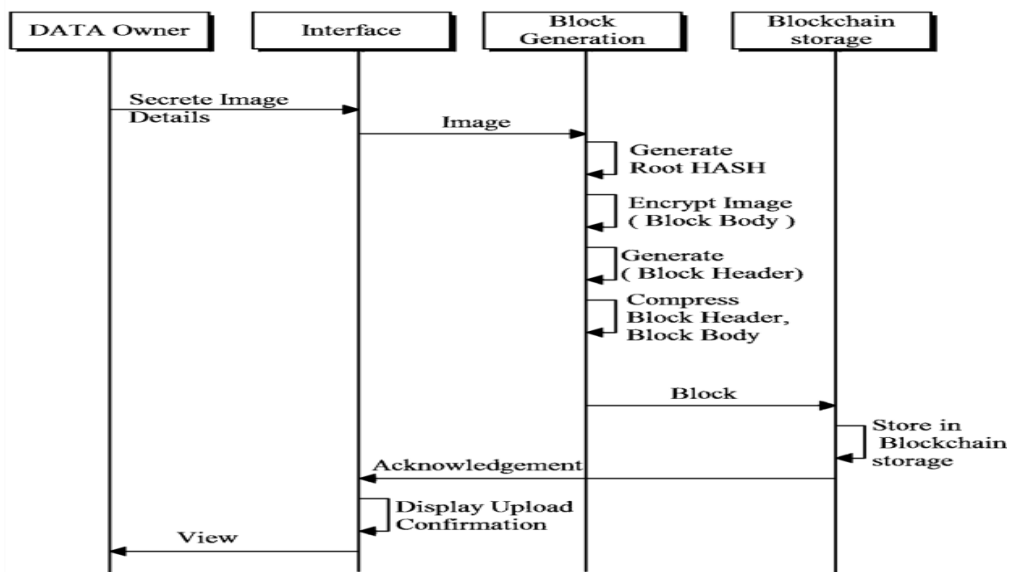 DATA Owner
Interface
Block
Generation
Blockchain
storage
Secrete Image
Details
Image
Generate
Root HASH
Encrypt Image
( Block Body )
Generate
( Block Header)
Compress
Block Header,
Block Body
Block
Store in
Blockchain
storage
Acknowledgement
Display Upload
Confirmation
View